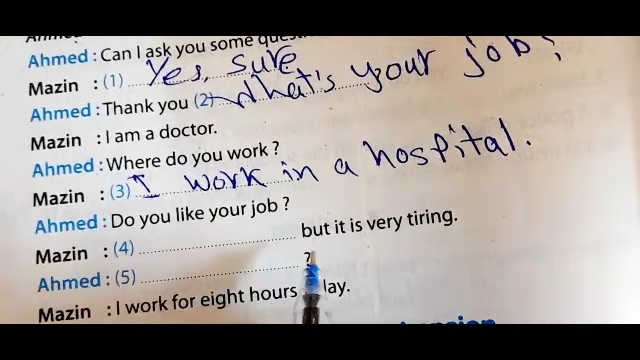 Ahmed : Can I ask you some
Mazin : (1) Yes, sure
Ahmed : Thank you (2) What's your job ?
Mazin : I am a doctor.
Ahmed : Where do you work ?
Mazin : (3) I work in a hospital.
Ahmed : Do you like your job ?
Mazin : (4) .................... but it is very tiring.
Ahmed : (5) .................... ?
Mazin : I work for eight hours